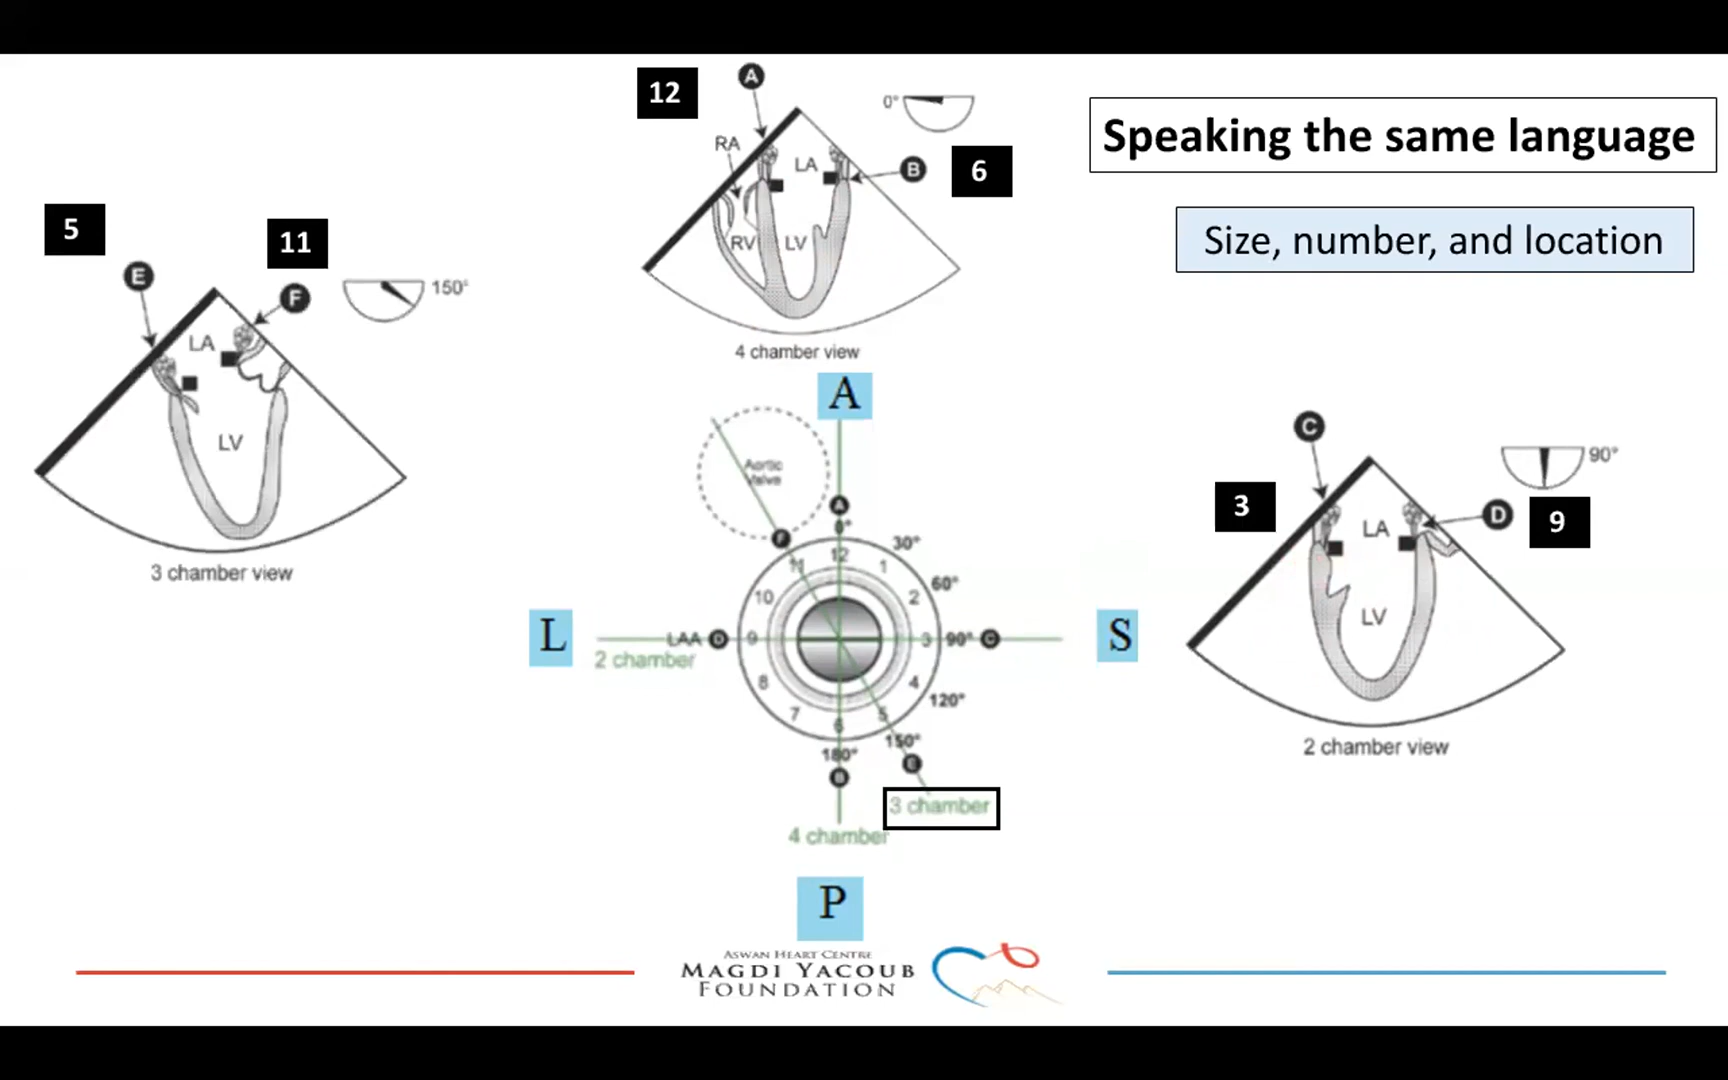 Speaking the same language
Size, number, and location
12
A
0°
RA
LA
B
6
RV
LV
4 chamber view
5
11
E
F
150°
LA
LV
3 chamber view
C
90°
3
LA
D
9
LV
2 chamber view
A
Aortic
Valve
A
0°
F
12
30°
11
1
60°
10
2
L
LAA
D
9
3
90°
C
S
2 chamber
8
4
120°
7
5
6
150°
180°
E
B
3 chamber
4 chamber
P
ASWAN HEART CENTRE
MAGDI YACOUB
FOUNDATION